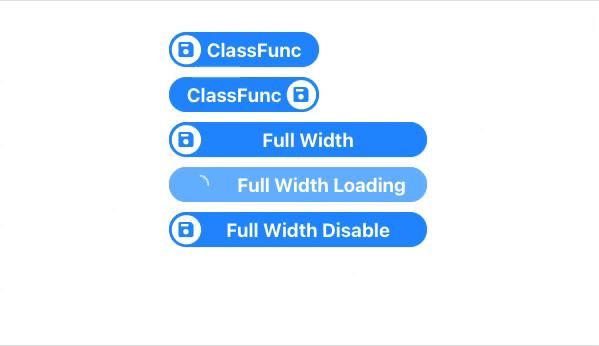 ClassFunc
ClassFunc
Full Width
Full Width Loading
Full Width Disable